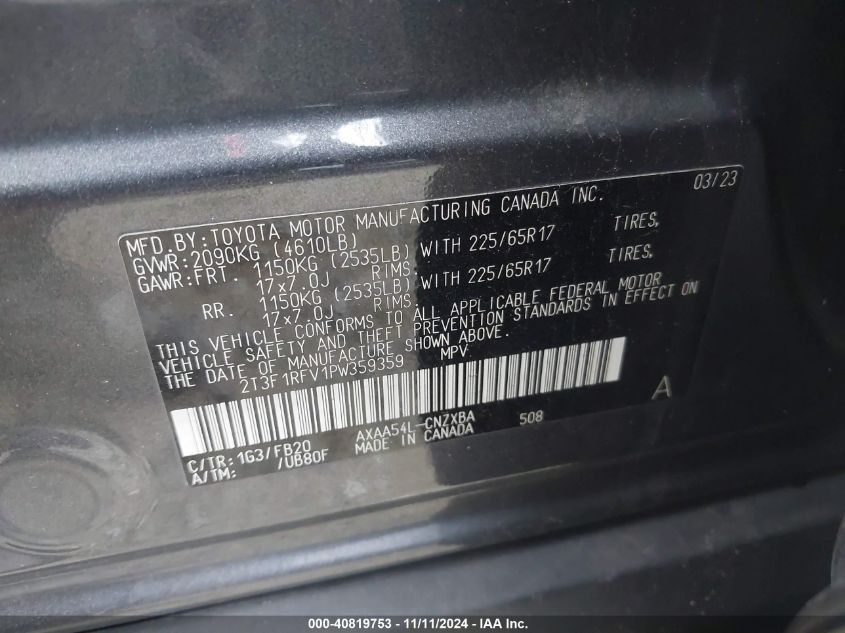 MFD.BY:TOYOTA MOTOR MANUFACTURING CANADA INC. 03/23
GVWR:2090KG (4610LB)
GAWR:FRT. 1150KG (2535LB) WITH 225/65R17 TIRES,
17x7.0J RIMS.
RR. 1150KG (2535LB) WITH 225/65R17 TIRES,
17x7.0J RIMS.
THIS VEHICLE CONFORMS TO ALL APPLICABLE FEDERAL MOTOR
VEHICLE SAFETY AND THEFT PREVENTION STANDARDS IN EFFECT ON
THE DATE OF MANUFACTURE SHOWN ABOVE.
2T3F1RFV1PW359359 MPV
A
C/TR:1G3/FB20 AXAA54L-CNZXBA 508
A/TM: /UB80F MADE IN CANADA
000-40819753 - 11/11/2024 - IAAI Inc.